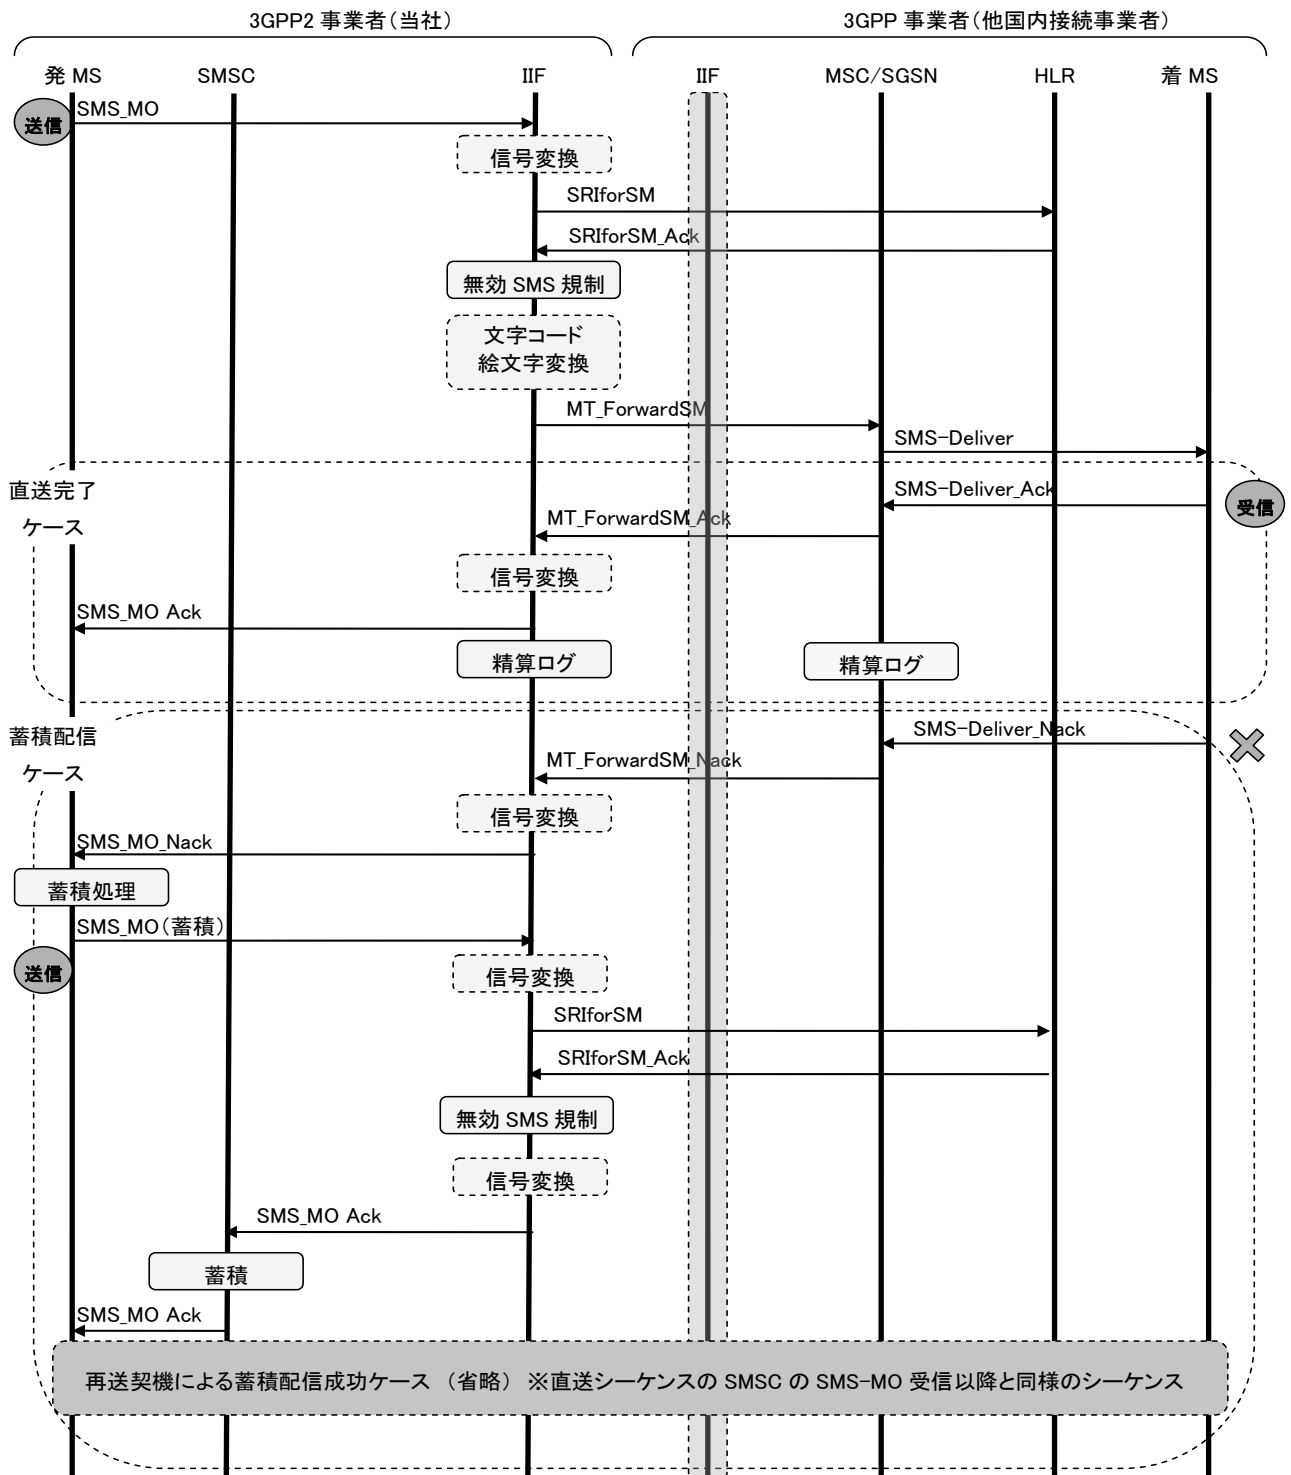 3GPP2 事業者（当社）
3GPP 事業者（他国内接続事業者）
発 MS
SMSC
IIF
IIF
MSC/SGSN
HLR
着 MS
SMS_MO
送信
信号変換
SRIforSM
SRIforSM_Ack
無効 SMS 規制
文字コード
絵文字変換
MT_ForwardSM
SMS-Deliver
直送完了
ケース
SMS-Deliver_Ack
受信
MT_ForwardSM_Ack
信号変換
SMS_MO Ack
精算ログ
精算ログ
蓄積配信
ケース
SMS-Deliver_Nack
MT_ForwardSM_Nack
信号変換
SMS_MO_Nack
蓄積処理
SMS_MO（蓄積）
送信
信号変換
SRIforSM
SRIforSM_Ack
無効 SMS 規制
信号変換
SMS_MO Ack
蓄積
SMS_MO Ack
再送契機による蓄積配信成功ケース （省略） ※直送シーケンスの SMSC の SMS-MO 受信以降と同様のシーケンス